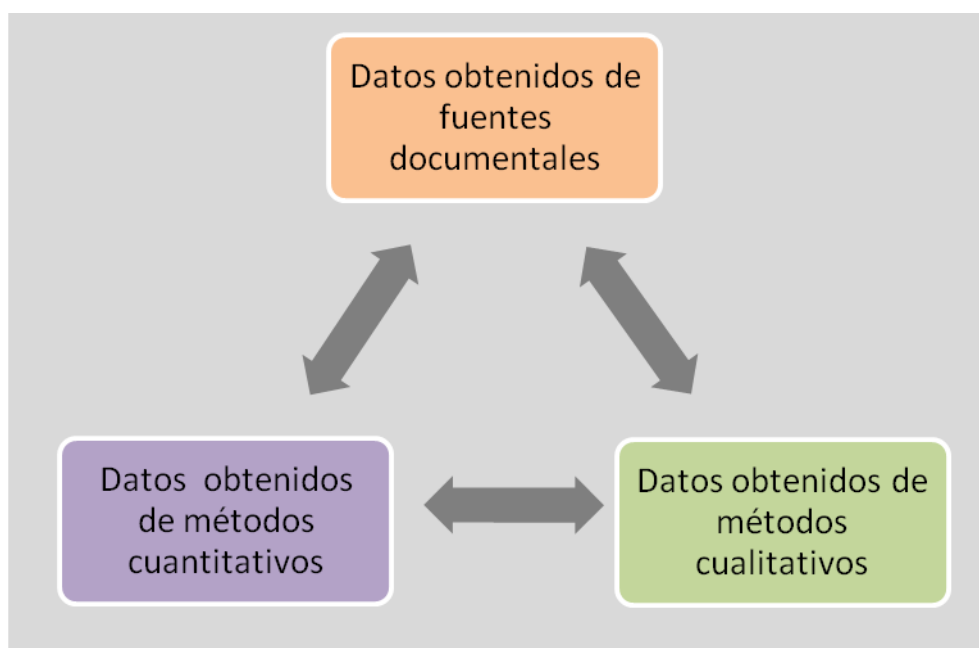 Datos obtenidos de
fuentes
documentales
Datos obtenidos
de métodos
cuantitativos
Datos obtenidos de
métodos
cualitativos